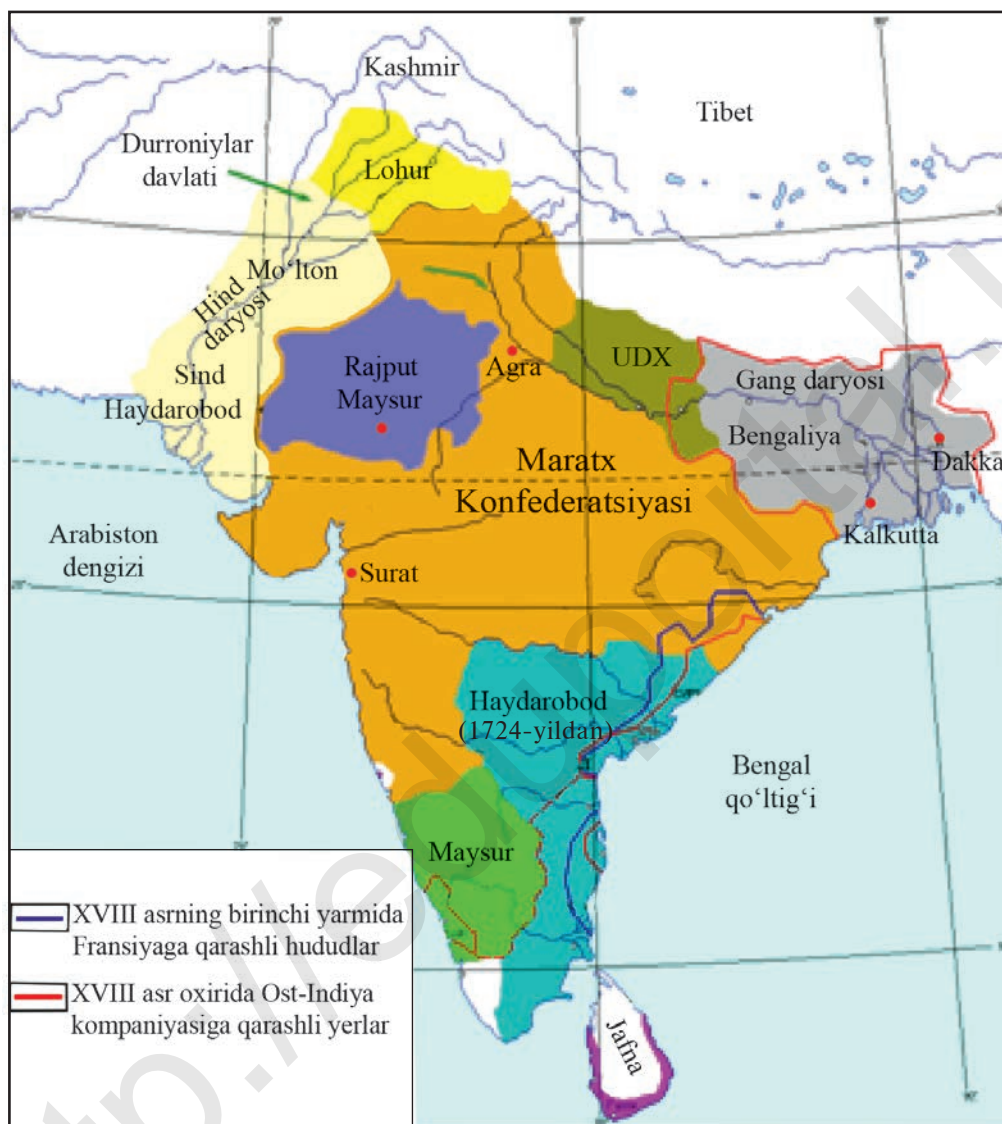 Kashmir
Tibet
Durroniylar
davlati
Lohur
Mo‘lton
Hind
daryosi
Sind
Haydarobod
Rajput
Maysur
Agra
UDX
Gang daryosi
Bengaliya
Dakka
Kalkutta
Maratx
Konfederatsiyasi
Arabiston
dengizi
Surat
Haydarobod
(1724-yildan)
Bengal
qo‘ltig‘i
Maysur
Jafna
XVIII asrning birinchi yarmida
Fransiyaga qarashli hududlar
XVIII asr oxirida Ost-Indiya
kompaniyasiga qarashli yerlar